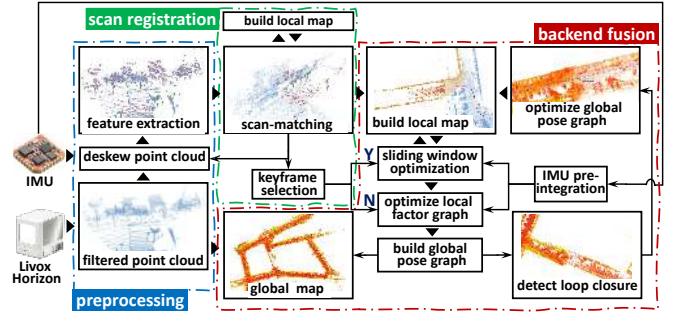 scan registration
build local map
backend fusion
feature extraction
scan-matching
build local map
optimize global
pose graph
IMU
deskew point cloud
keyframe
selection
Y
sliding window
optimization
IMU pre-
integration
N
optimize local
factor graph
Livox
Horizon
filtered point cloud
global map
build global
pose graph
detect loop closure
preprocessing